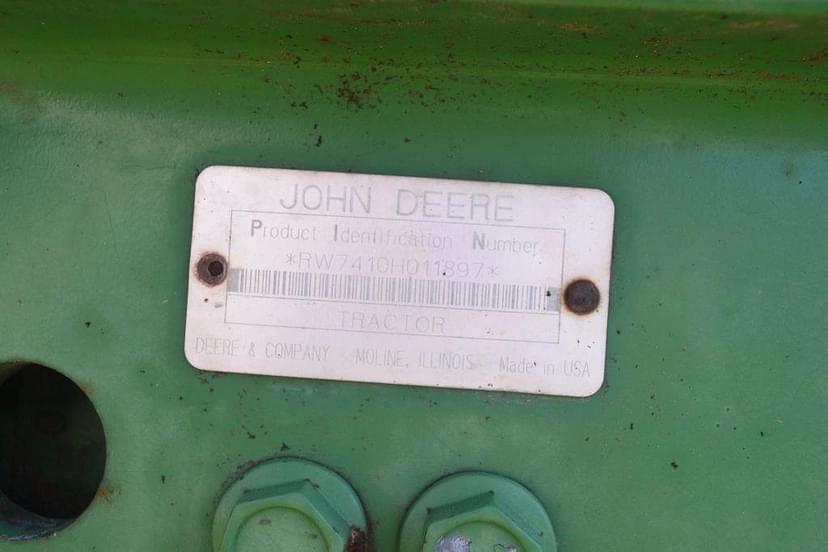 JOHN DEERE
Product Identification Number
*RW7410H011897*
TRACTOR
DEERE & COMPANY MOLINE, ILLINOIS Made in USA